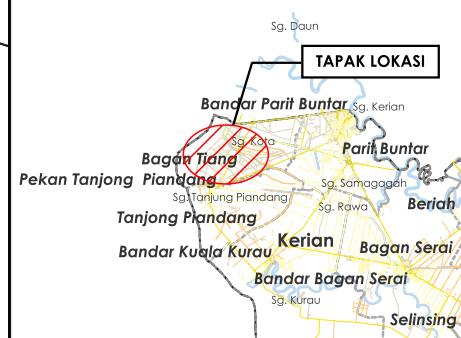 Sg. Daun
TAPAK LOKASI
Bandar Parit Buntar
Sg. Kerian
Sg. Kota
Parit Buntar
Bagan Tiang
Pekan Tanjong Piandang
Sg. Samagagah
Sg. Tanjung Piandang
Sg. Rawa
Beriah
Tanjong Piandang
Kerian
Bagan Serai
Bandar Kuala Kurau
Bandar Bagan Serai
Sg. Kurau
Selinsing